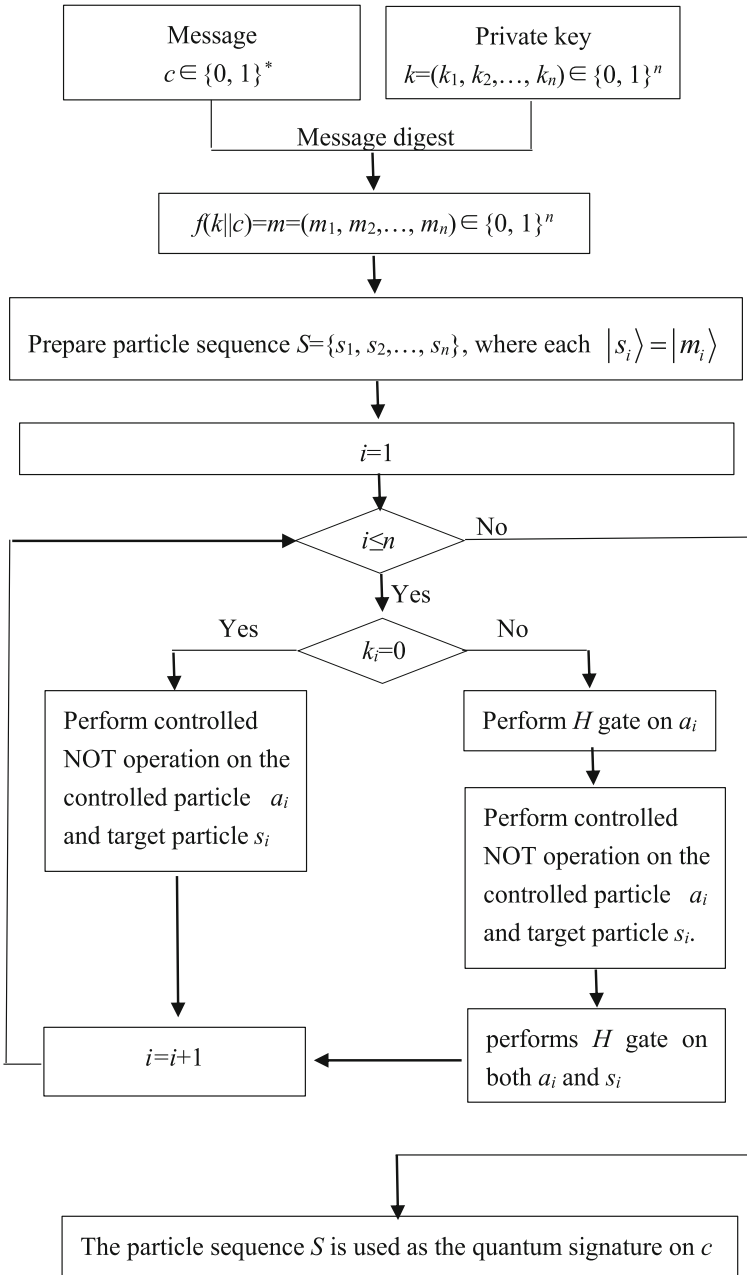 Message
c∈{0, 1}*
Private key
k=(k₁, k₂,…, kₙ)∈{0, 1}ⁿ
Message digest
f(k||c)=m=(m₁, m₂,…, mₙ)∈{0, 1}ⁿ
Prepare particle sequence S={s₁, s₂,…, sₙ}, where each |sᵢ⟩=|mᵢ⟩
i=1
i≤n
No
Yes
Yes
kᵢ=0
No
Perform controlled
NOT operation on the
controlled particle aᵢ
and target particle sᵢ
Perform H gate on aᵢ
Perform controlled
NOT operation on the
controlled particle aᵢ
and target particle sᵢ.
i=i+1
performs H gate on
both aᵢ and sᵢ
The particle sequence S is used as the quantum signature on c